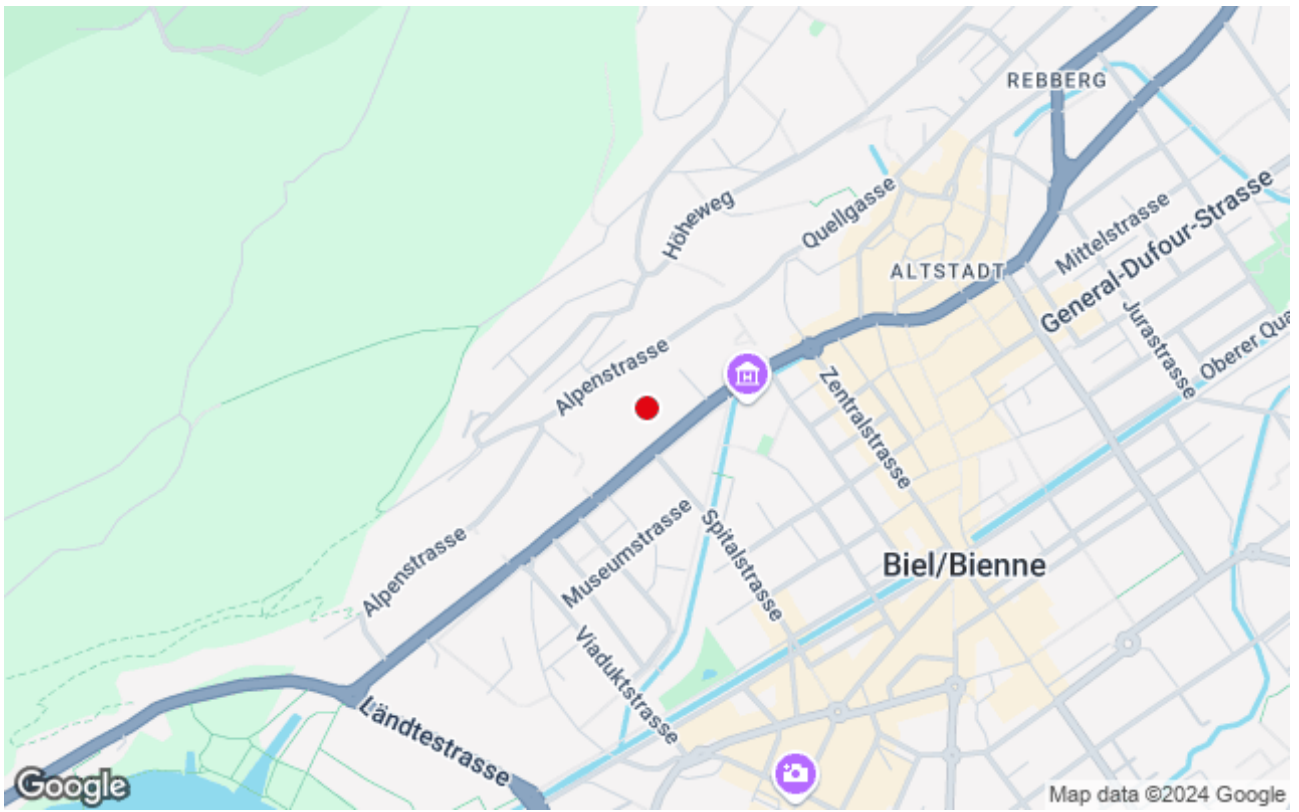 REBBERG
Höheweg
Quellgasse
ALTSTADT
Mittelstrasse
General-Dufour-Strasse
Jurastrasse
Oberer Qua
Alpenstrasse
Zentralstrasse
Museumstrasse
Spitalstrasse
Biel/Bienne
Alpenstrasse
Viaduktstrasse
Ländtestrasse
Google
Map data ©2024 Google